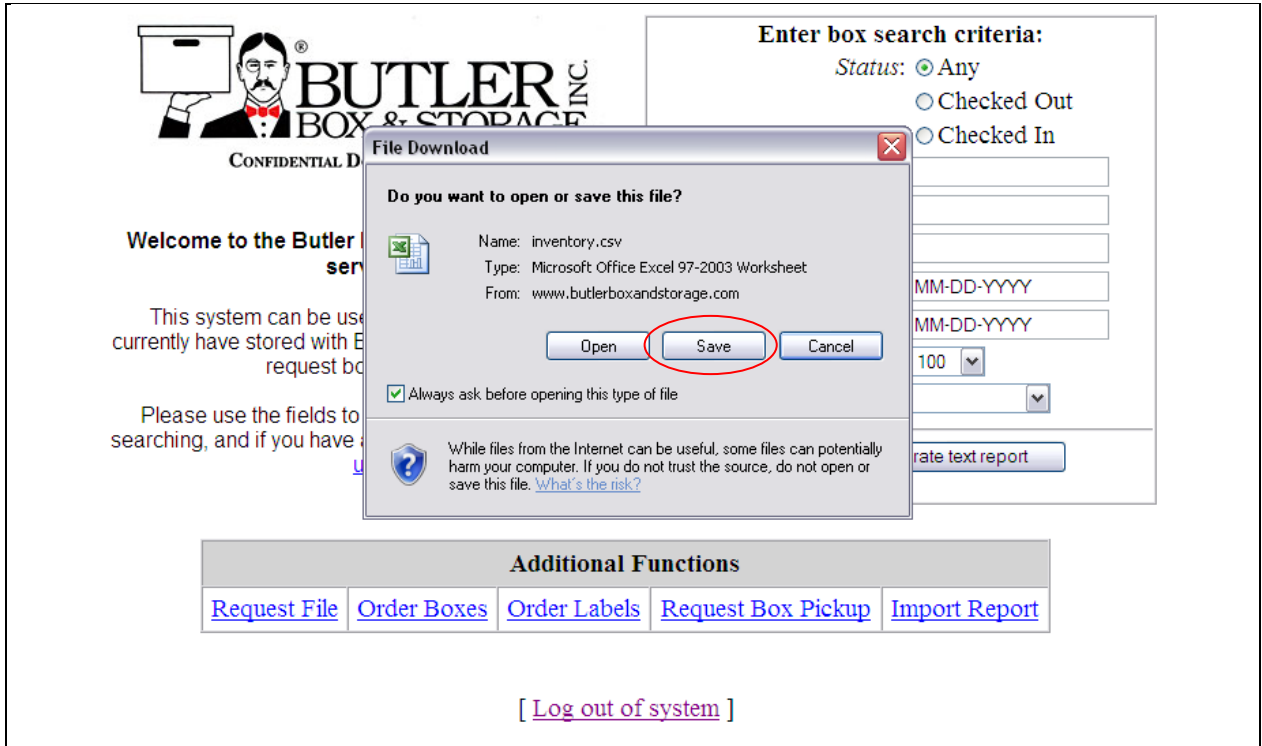 ®
BUTLER INC.
BOX & STORAGE
CONFIDENTIAL
Welcome to the Butler
This system can be
currently have stored with
request
Please use the fields to
searching, and if you have
Enter box search criteria:
Status: Any
Checked Out
Checked In
MM-DD-YYYY
MM-DD-YYYY
100
text report
File Download
Do you want to open or save this file?
Name: inventory.csv
Type: Microsoft Office Excel 97-2003 Worksheet
From: www.butlerboxandstorage.com
Open Save Cancel
Always ask before opening this type of file
While files from the Internet can be useful, some files can potentially
harm your computer. If you do not trust the source, do not open or
save this file. What's the risk?
Additional Functions
Request File Order Boxes Order Labels Request Box Pickup Import Report
[ Log out of system ]